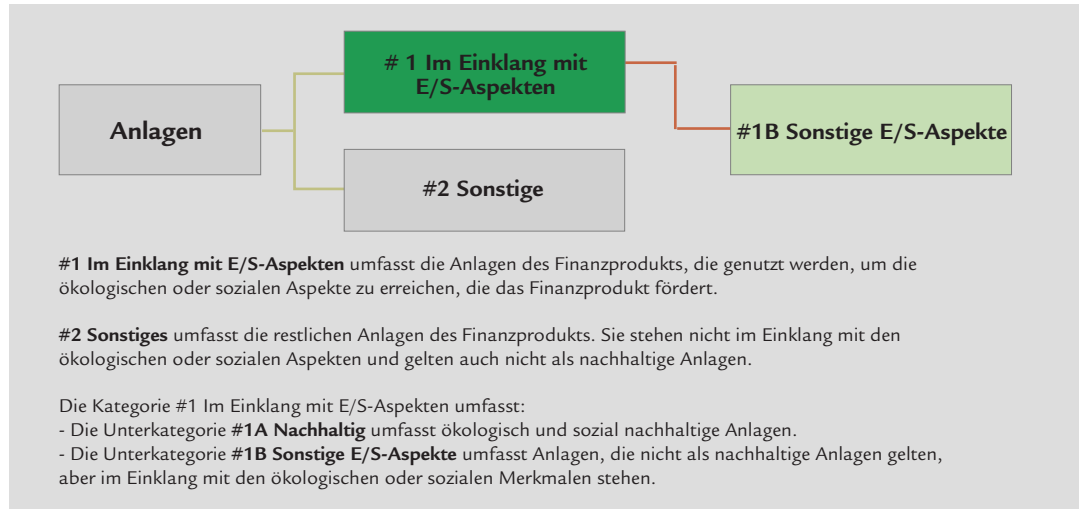 # 1 Im Einklang mit
E/S-Aspekten
Anlagen
#1B Sonstige E/S-Aspekte
#2 Sonstige
#1 Im Einklang mit E/S-Aspekten umfasst die Anlagen des Finanzprodukts, die genutzt werden, um die
ökologischen oder sozialen Aspekte zu erreichen, die das Finanzprodukt fördert.
#2 Sonstiges umfasst die restlichen Anlagen des Finanzprodukts. Sie stehen nicht im Einklang mit den
ökologischen oder sozialen Aspekten und gelten auch nicht als nachhaltige Anlagen.
Die Kategorie #1 Im Einklang mit E/S-Aspekten umfasst:
- Die Unterkategorie #1A Nachhaltig umfasst ökologisch und sozial nachhaltige Anlagen.
- Die Unterkategorie #1B Sonstige E/S-Aspekte umfasst Anlagen, die nicht als nachhaltige Anlagen gelten,
aber im Einklang mit den ökologischen oder sozialen Merkmalen stehen.